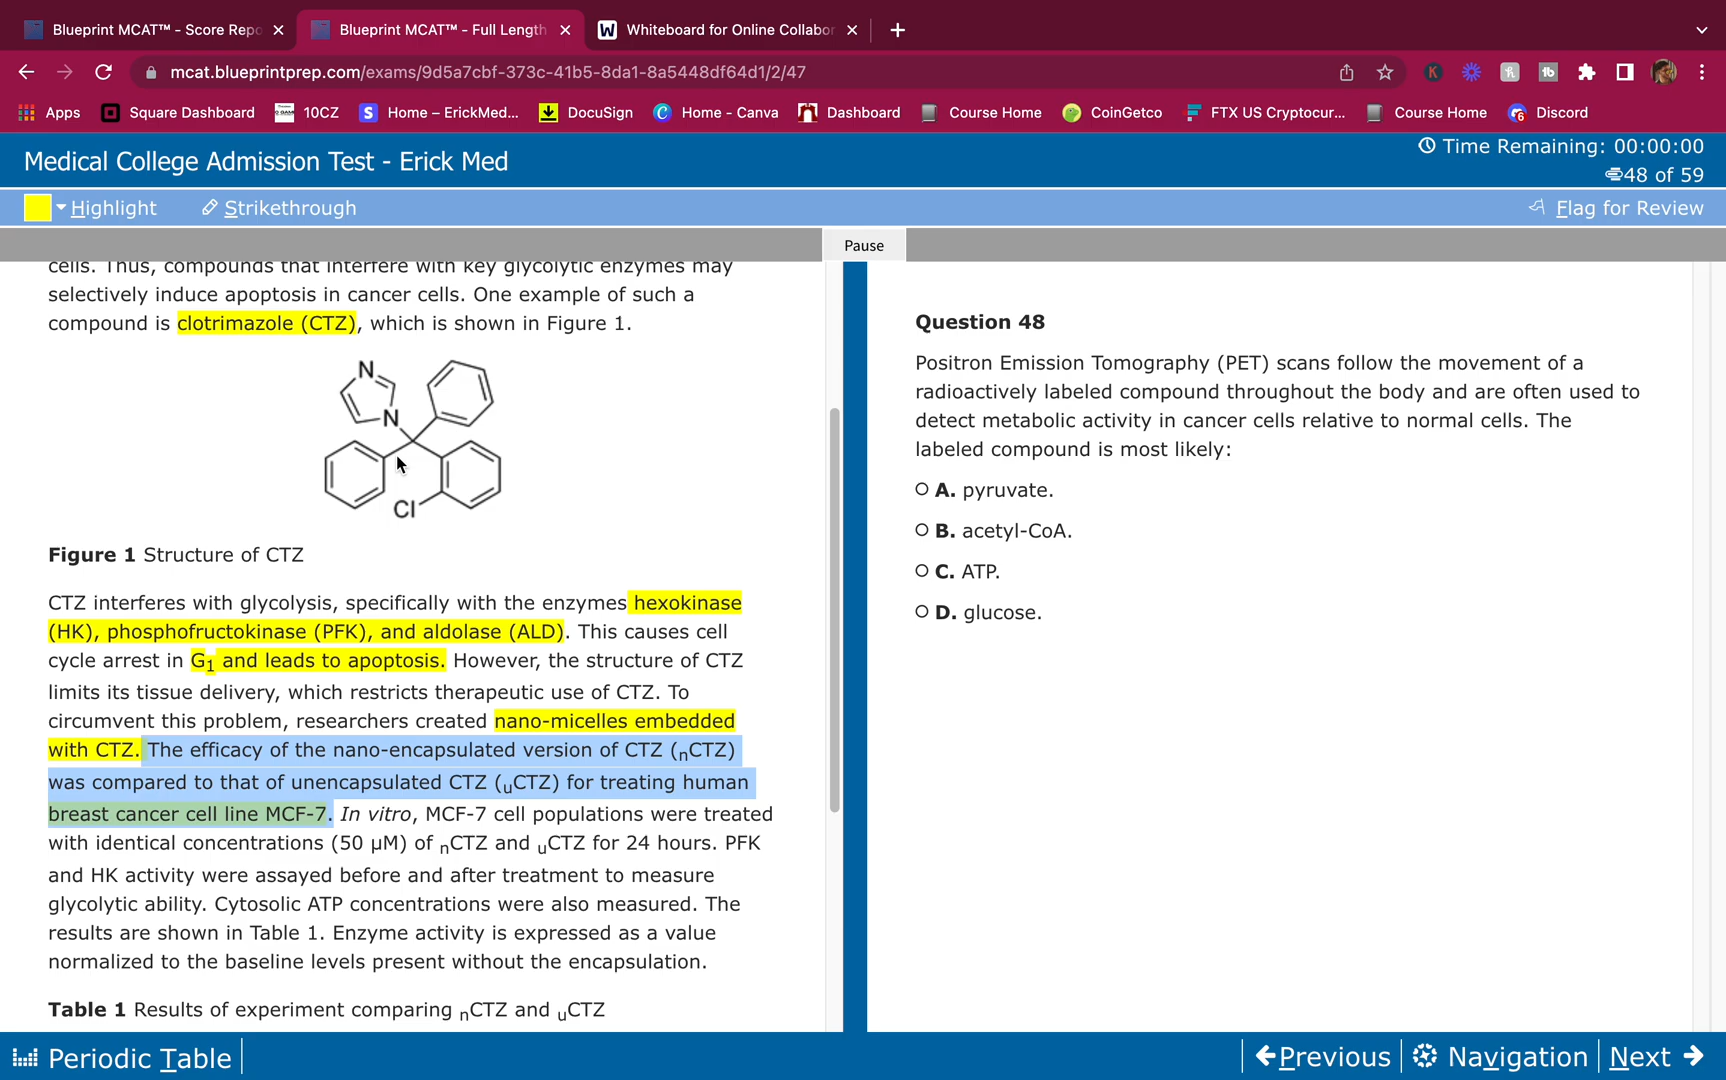 Blueprint MCAT™ - Score Repo
Blueprint MCAT™ - Full Length
W Whiteboard for Online Collabor
mcat.blueprintprep.com/exams/9d5a7cbf-373c-41b5-8da1-8a5448df64d1/2/47
Apps
Square Dashboard
10CZ
Home – ErickMed...
DocuSign
Home - Canva
Dashboard
Course Home
CoinGetco
FTX US Cryptocur...
Course Home
Discord
Medical College Admission Test - Erick Med
Time Remaining: 00:00:00
48 of 59
Highlight
Strikethrough
Flag for Review
Pause
cells. Thus, compounds that interfere with key glycolytic enzymes may
selectively induce apoptosis in cancer cells. One example of such a
compound is clotrimazole (CTZ), which is shown in Figure 1.
N
N
Cl
Figure 1 Structure of CTZ
CTZ interferes with glycolysis, specifically with the enzymes hexokinase
(HK), phosphofructokinase (PFK), and aldolase (ALD). This causes cell
cycle arrest in G1 and leads to apoptosis. However, the structure of CTZ
limits its tissue delivery, which restricts therapeutic use of CTZ. To
circumvent this problem, researchers created nano-micelles embedded
with CTZ. The efficacy of the nano-encapsulated version of CTZ (nCTZ)
was compared to that of unencapsulated CTZ (uCTZ) for treating human
breast cancer cell line MCF-7. In vitro, MCF-7 cell populations were treated
with identical concentrations (50 µM) of nCTZ and uCTZ for 24 hours. PFK
and HK activity were assayed before and after treatment to measure
glycolytic ability. Cytosolic ATP concentrations were also measured. The
results are shown in Table 1. Enzyme activity is expressed as a value
normalized to the baseline levels present without the encapsulation.
Table 1 Results of experiment comparing nCTZ and uCTZ
Question 48
Positron Emission Tomography (PET) scans follow the movement of a
radioactively labeled compound throughout the body and are often used to
detect metabolic activity in cancer cells relative to normal cells. The
labeled compound is most likely:
A. pyruvate.
B. acetyl-CoA.
C. ATP.
D. glucose.
Periodic Table
Previous
Navigation
Next